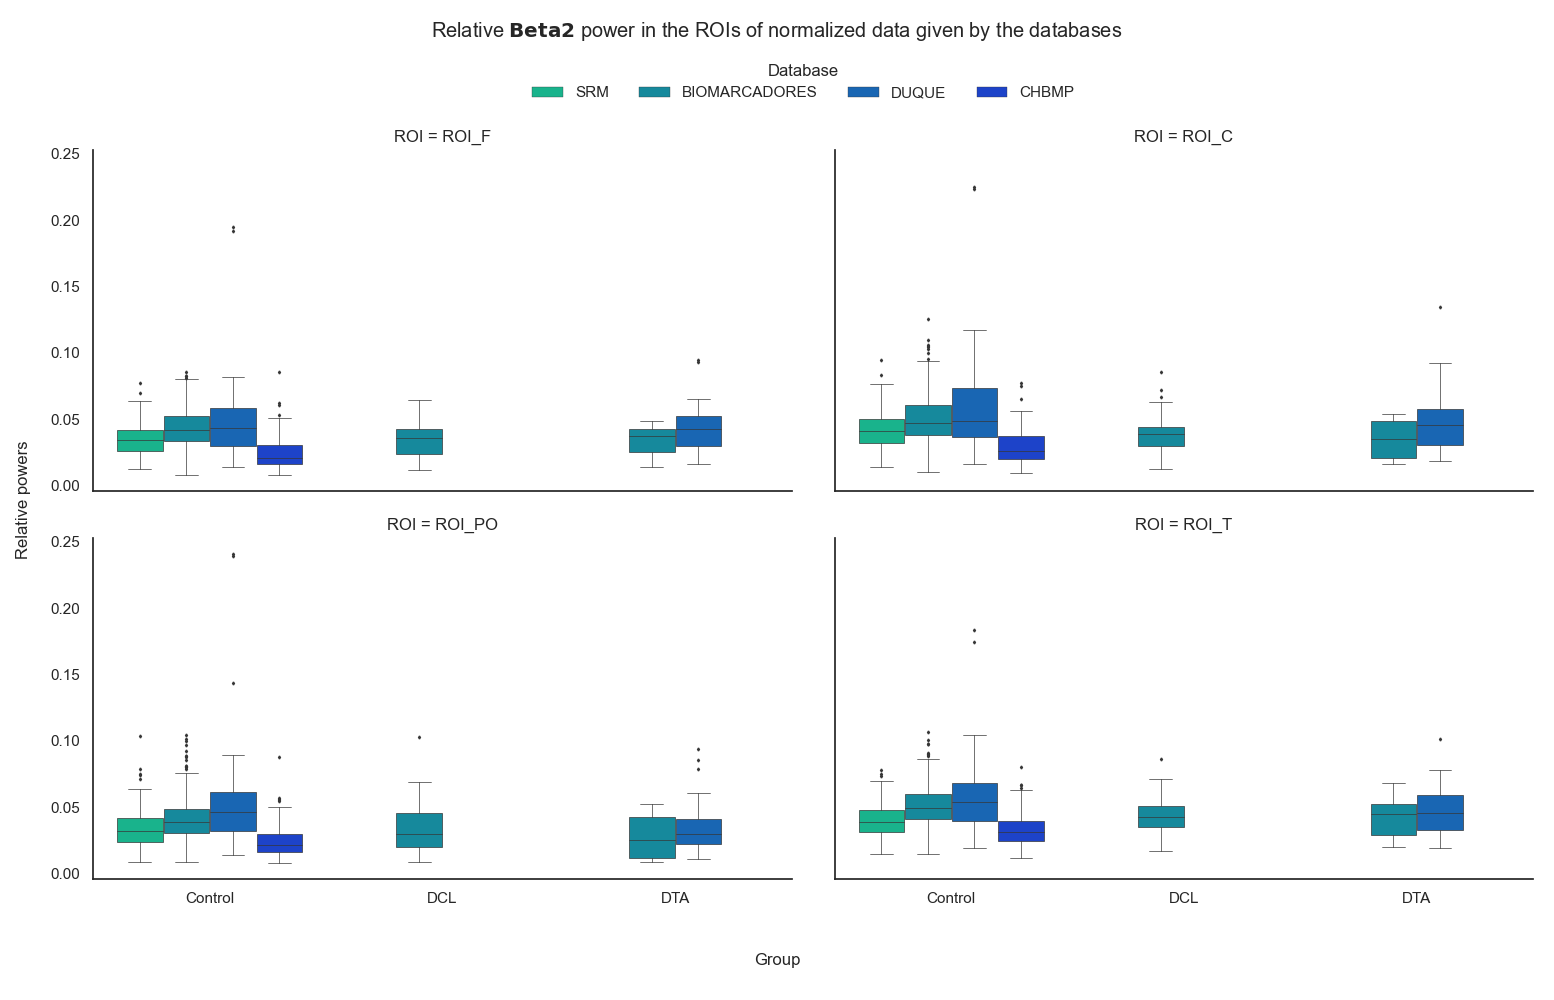 Relative Beta2 power in the ROIs of normalized data given by the databases
Database
SRM BIOMARCADORES DUQUE CHBMP
ROI = ROI_F
ROI = ROI_C
0.25
0.20
0.15
0.10
0.05
0.00
Relative powers
ROI = ROI_PO
ROI = ROI_T
0.25
0.20
0.15
0.10
0.05
0.00
Control DCL DTA
Control DCL DTA
Group